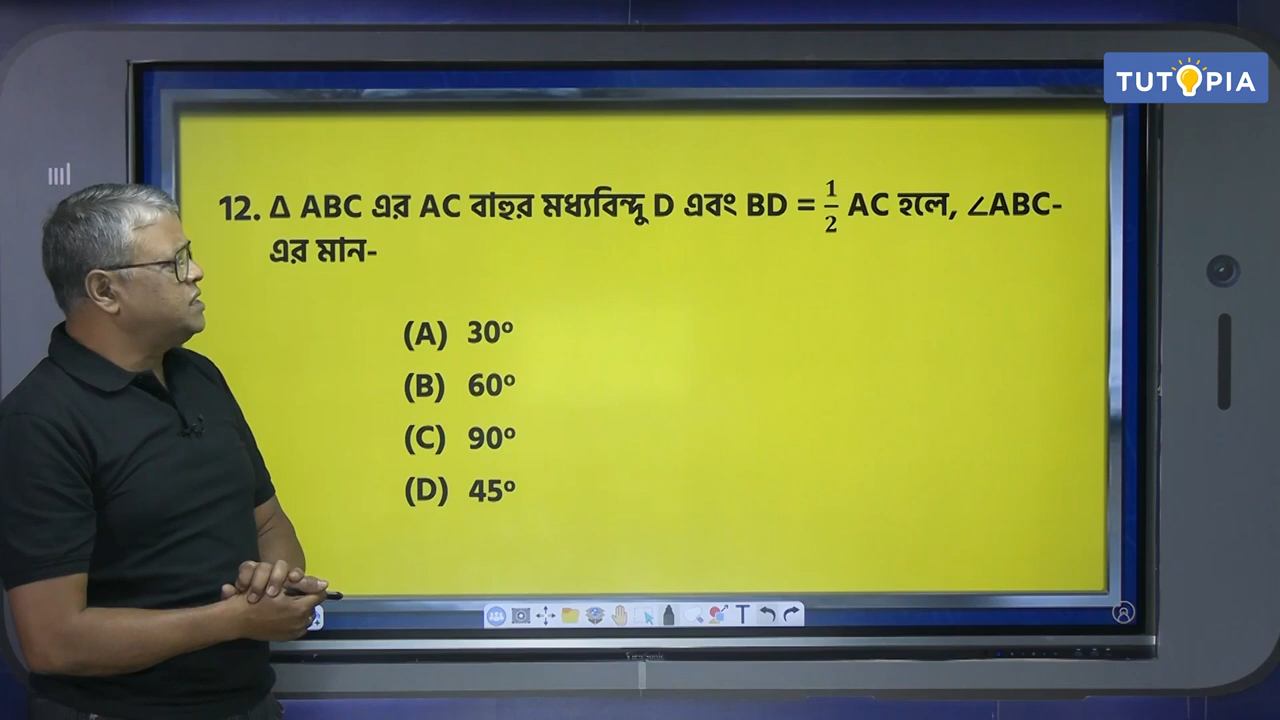 TUTOPIA
12. Δ ABC এর AC বাহুর মধ্যবিন্দু D এবং BD = 1/2 AC হলে, ∠ABC-
এর মান-
(A) 30°
(B) 60°
(C) 90°
(D) 45°